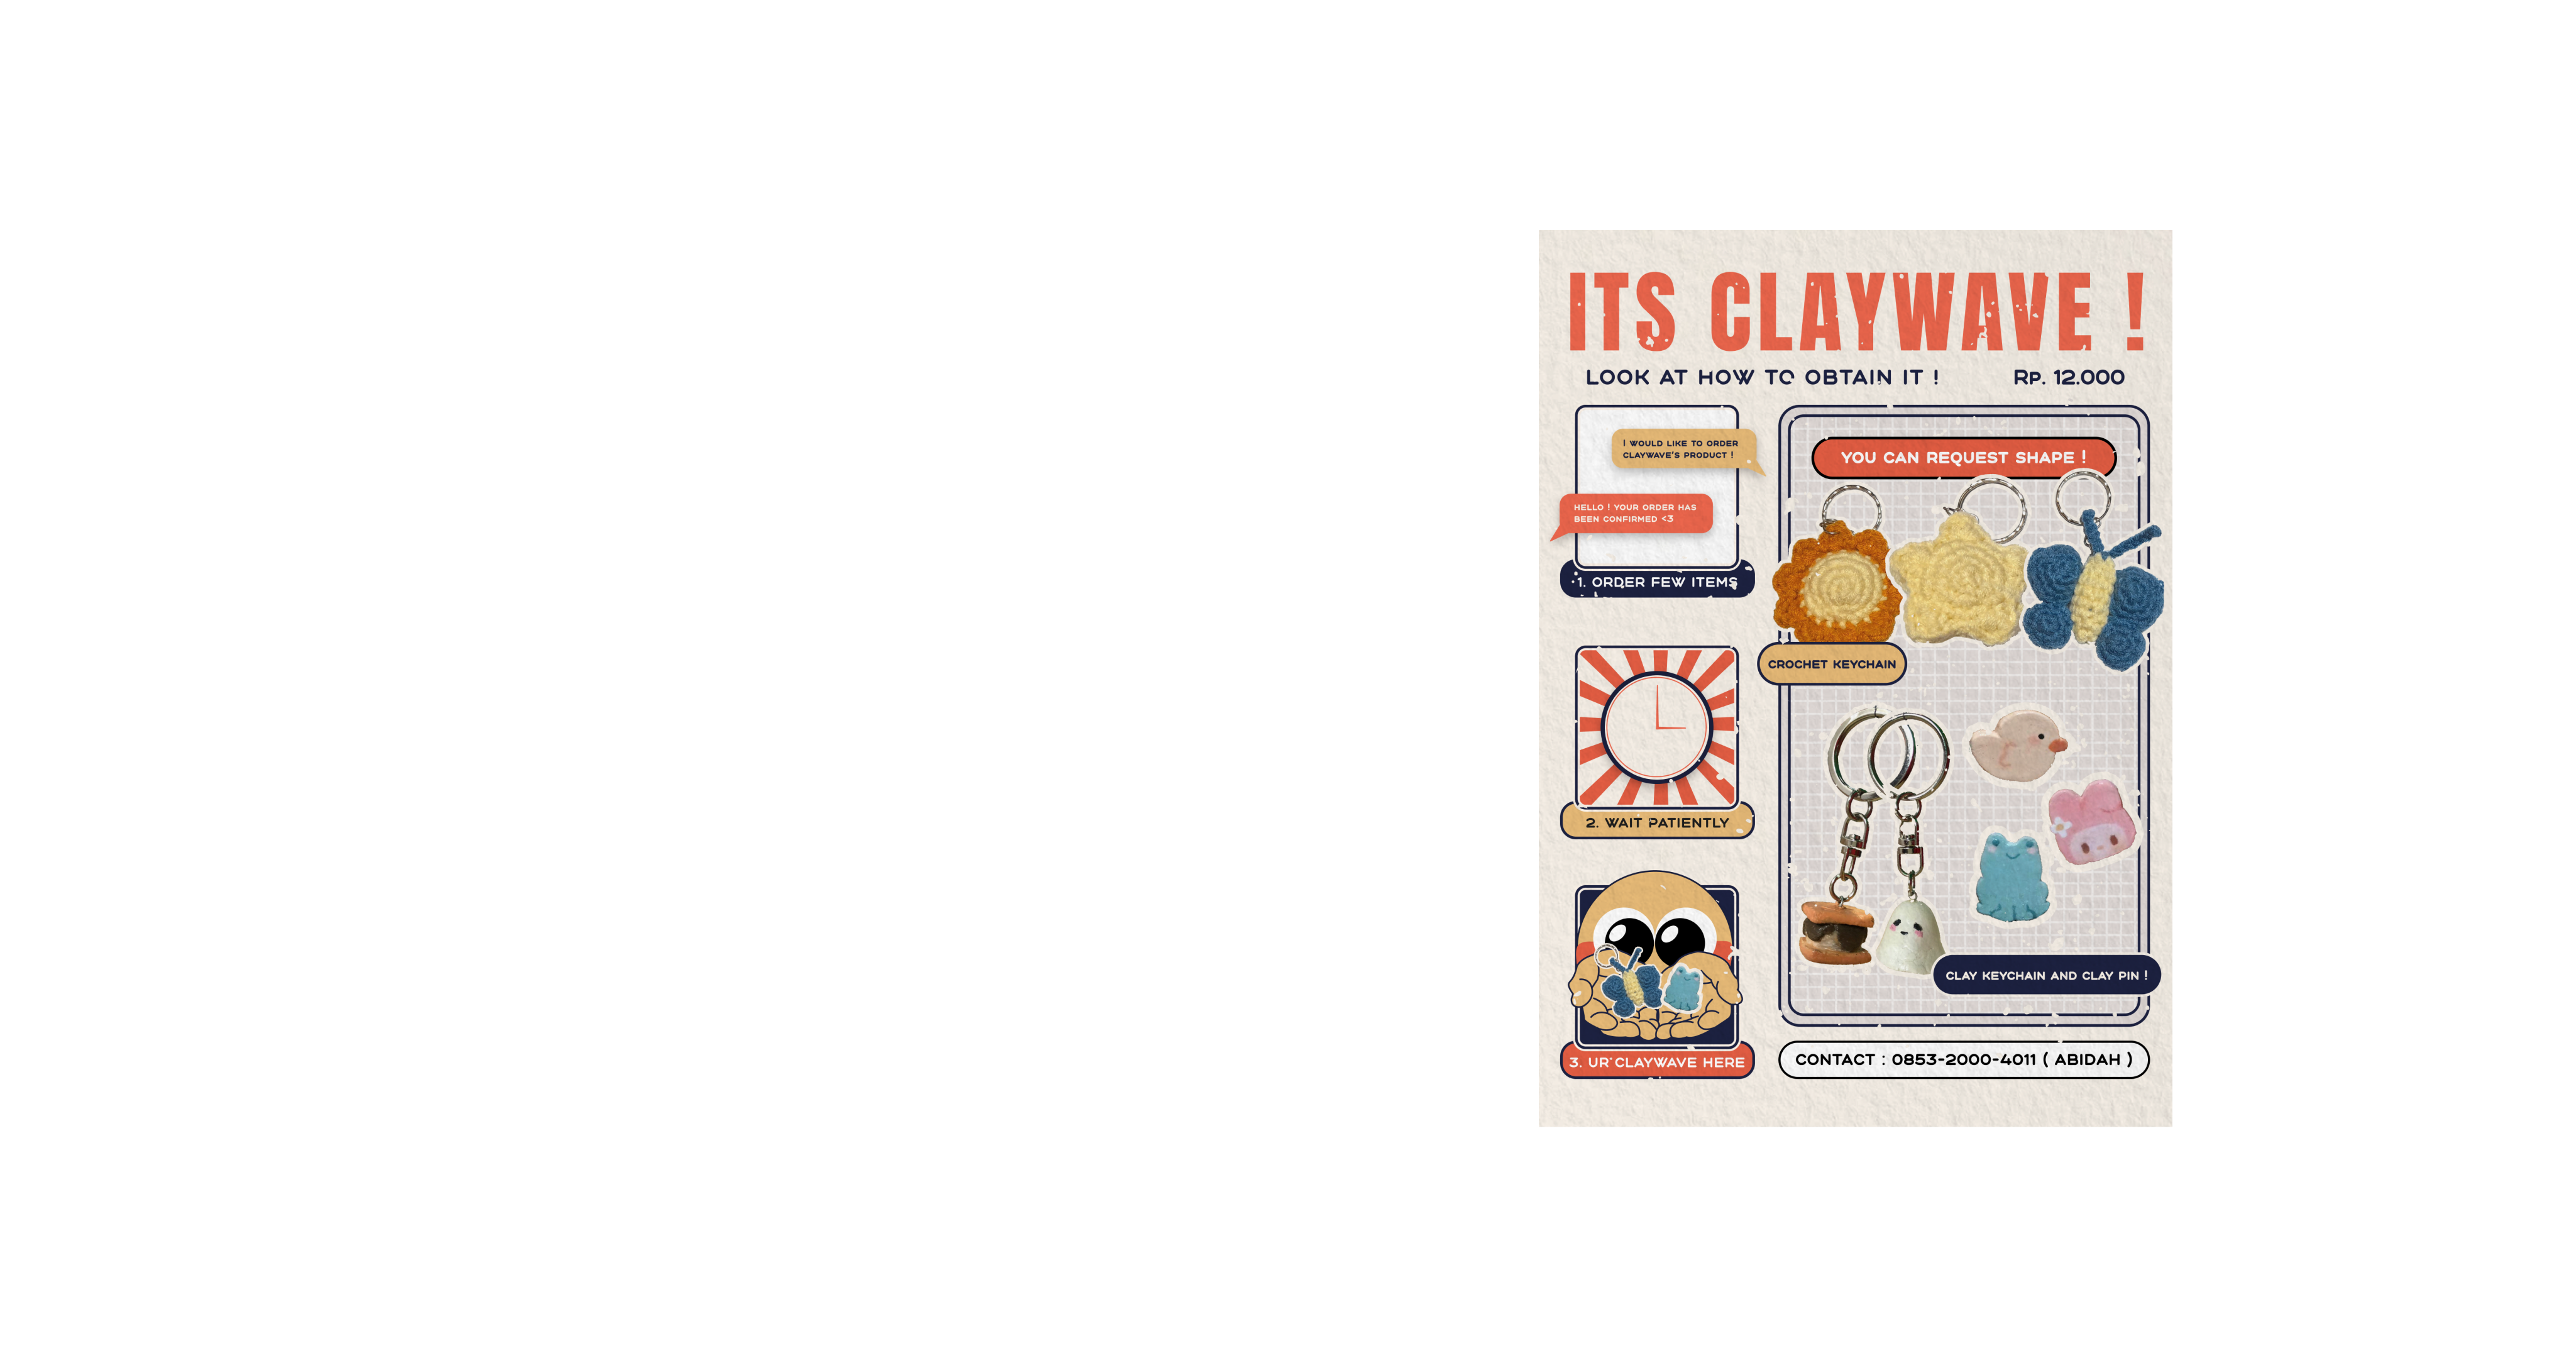 ITS CLAYWAVE !
LOOK AT HOW TO OBTAIN IT !
RP. 12.000
I WOULD LIKE TO ORDER
CLAYWAVE'S PRODUCT !
HELLO ! YOUR ORDER HAS
BEEN CONFIRMED <3
1. ORDER FEW ITEMS
2. WAIT PATIENTLY
3. UR CLAYWAVE HERE
YOU CAN REQUEST SHAPE !
CROCHET KEYCHAIN
CLAY KEYCHAIN AND CLAY PIN !
CONTACT : 0853-2000-4011 ( ABIDAH )